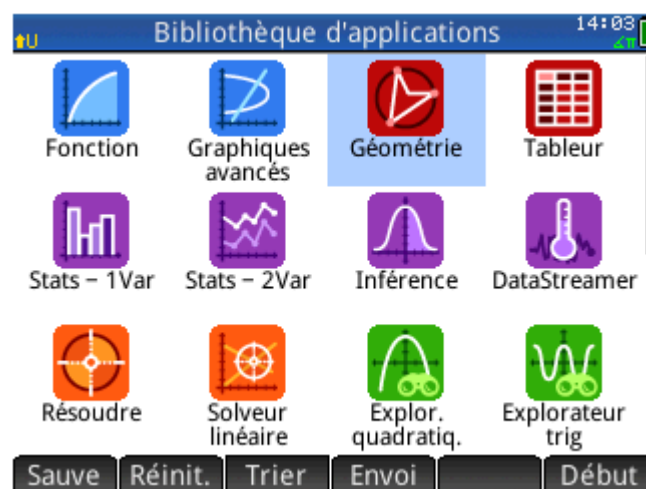 Bibliothèque d'applications
14:03
U
∡π
Fonction
Graphiques
avancés
Géométrie
Tableur
Stats – 1Var
Stats – 2Var
Inférence
DataStreamer
Résoudre
Solveur
linéaire
Explor.
quadratiq.
Explorateur
trig
Sauve Réinit. Trier Envoi Début